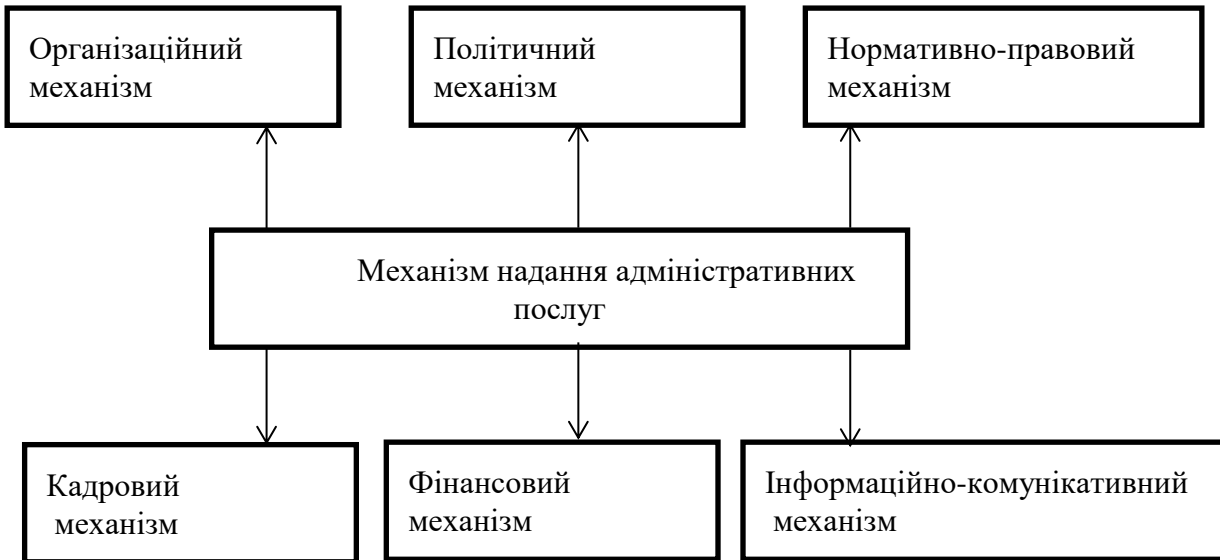 Організаційний
механізм
Політичний
механізм
Нормативно-правовий
механізм
Механізм надання адміністративних
послуг
Кадровий
механізм
Фінансовий
механізм
Інформаційно-комунікативний
механізм